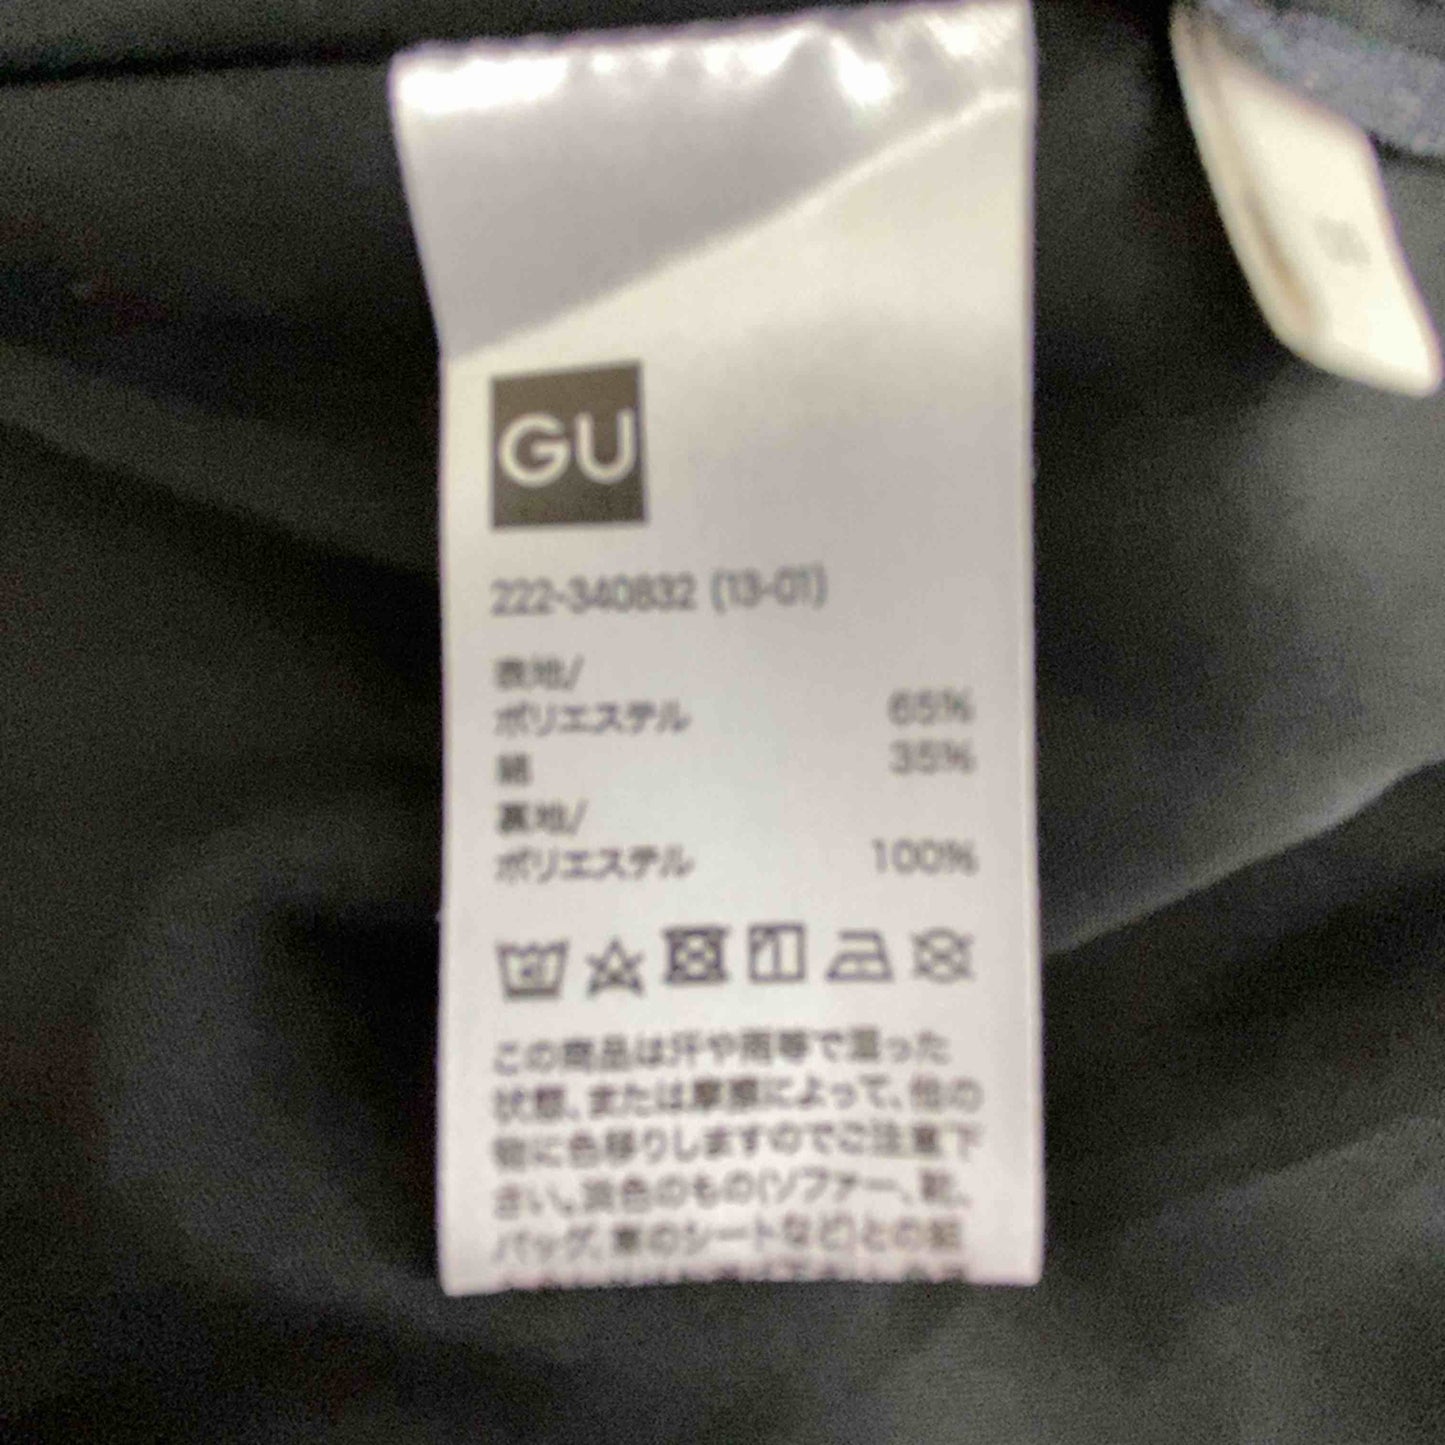 GU
222-340832 (13-01)
表地/
ポリエステル 65%
綿 35%
裏地/
ポリエステル 100%
この商品は汗や雨等で湿った
状態、または摩擦によって、他の
物に色移りしますのでご注意下
さい。淡色のもの(ソファー、靴、
バッグ、車のシートなど)との組